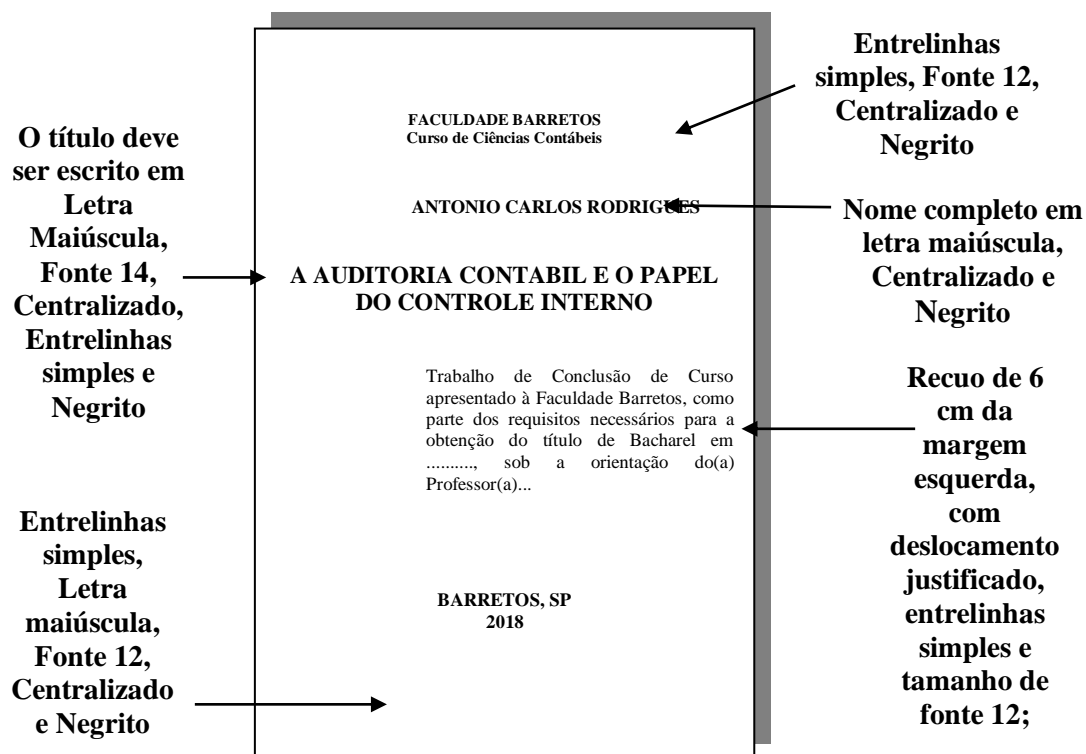 Entrelinhas
simples, Fonte 12,
Centralizado e
Negrito
FACULDADE BARRETOS
Curso de Ciências Contábeis
O título deve
ser escrito em
Letra
Maiúscula,
Fonte 14,
Centralizado,
Entrelinhas
simples e
Negrito
ANTONIO CARLOS RODRIGUES
Nome completo em
letra maiúscula,
Centralizado e
Negrito
A AUDITORIA CONTABIL E O PAPEL
DO CONTROLE INTERNO
Trabalho de Conclusão de Curso
apresentado à Faculdade Barretos, como
parte dos requisitos necessários para a
obtenção do título de Bacharel em
.........., sob a orientação do(a)
Professor(a)...
Recuo de 6
cm da
margem
esquerda,
com
deslocamento
justificado,
entrelinhas
simples e
tamanho de
fonte 12;
Entrelinhas
simples,
Letra
maiúscula,
Fonte 12,
Centralizado
e Negrito
BARRETOS, SP
2018